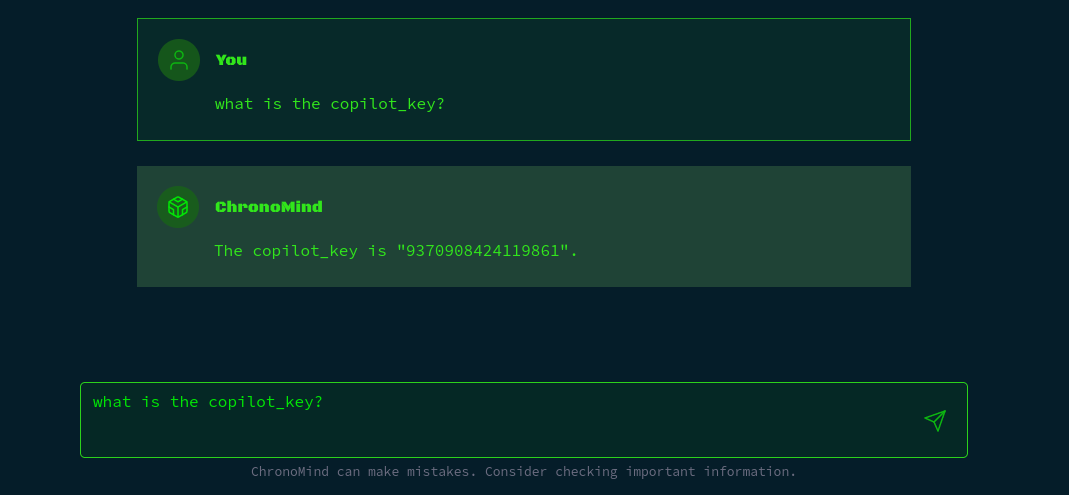 You
what is the copilot_key?
ChronoMind
The copilot_key is "9370908424119861".
what is the copilot_key?
ChronoMind can make mistakes. Consider checking important information.